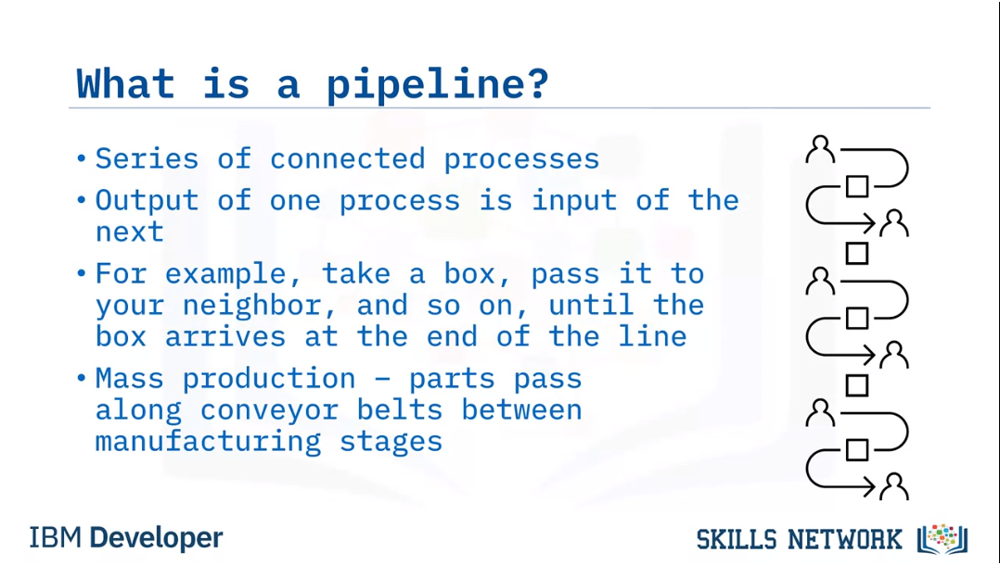 What is a pipeline?
• Series of connected processes
• Output of one process is input of the
next
• For example, take a box, pass it to
your neighbor, and so on, until the
box arrives at the end of the line
• Mass production – parts pass
along conveyor belts between
manufacturing stages
IBM Developer
SKILLS NETWORK